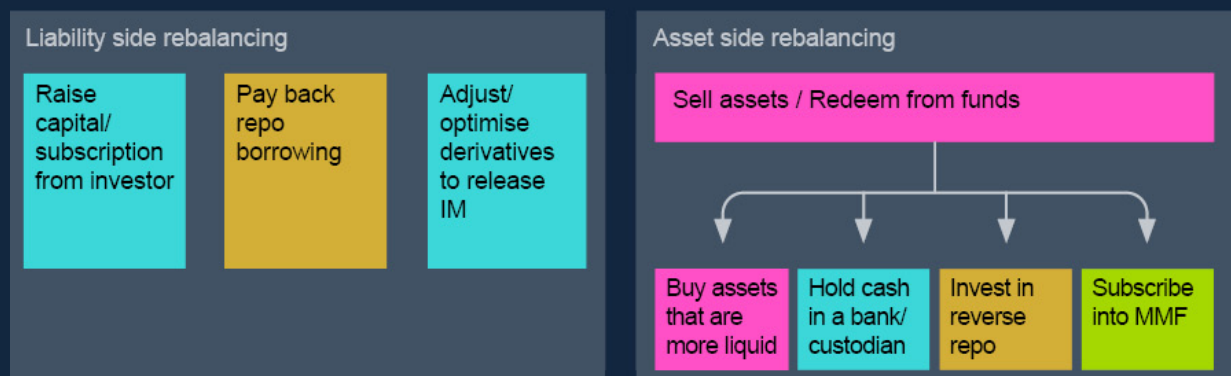 Liability side rebalancing
Raise
capital/
subscription
from investor
Pay back
repo
borrowing
Adjust/
optimise
derivatives
to release
IM
Asset side rebalancing
Sell assets / Redeem from funds
Buy assets
that are
more liquid
Hold cash
in a bank/
custodian
Invest in
reverse
repo
Subscribe
into MMF